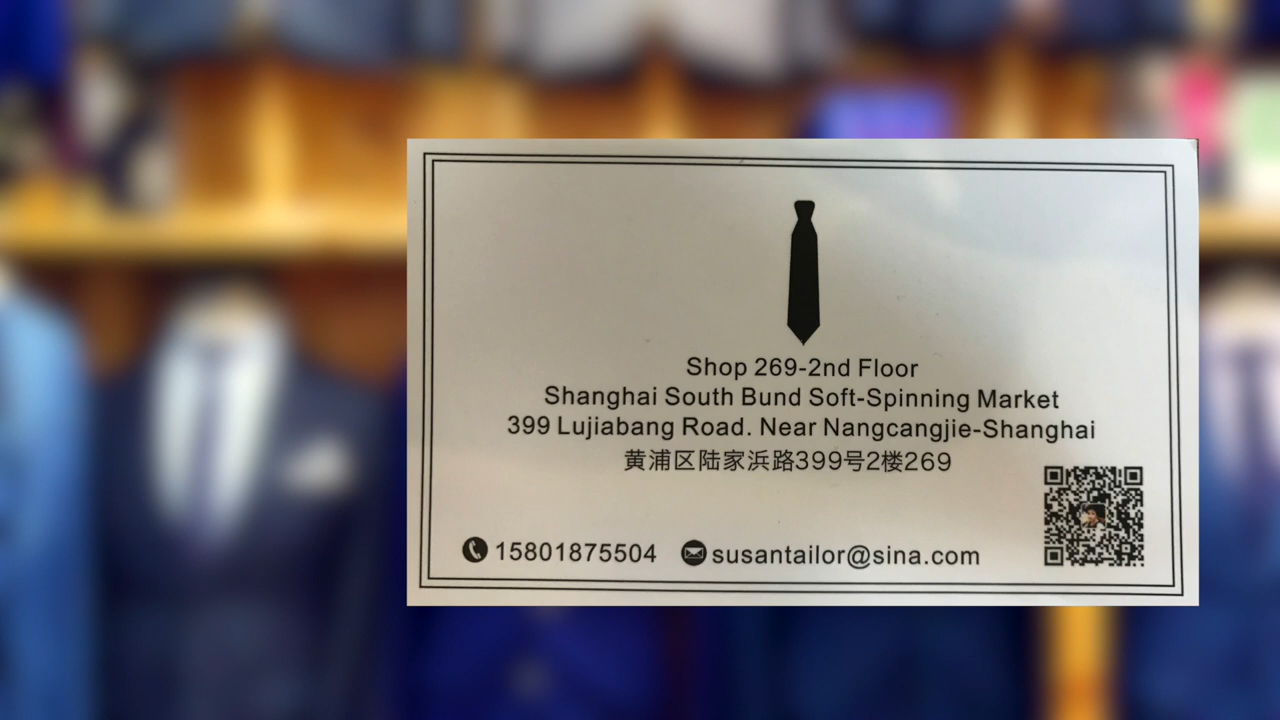 Shop 269-2nd Floor
Shanghai South Bund Soft-Spinning Market
399 Lujiabang Road. Near Nangcangjie-Shanghai
黄浦区陆家浜路399号2楼269
15801875504 susantailor@sina.com